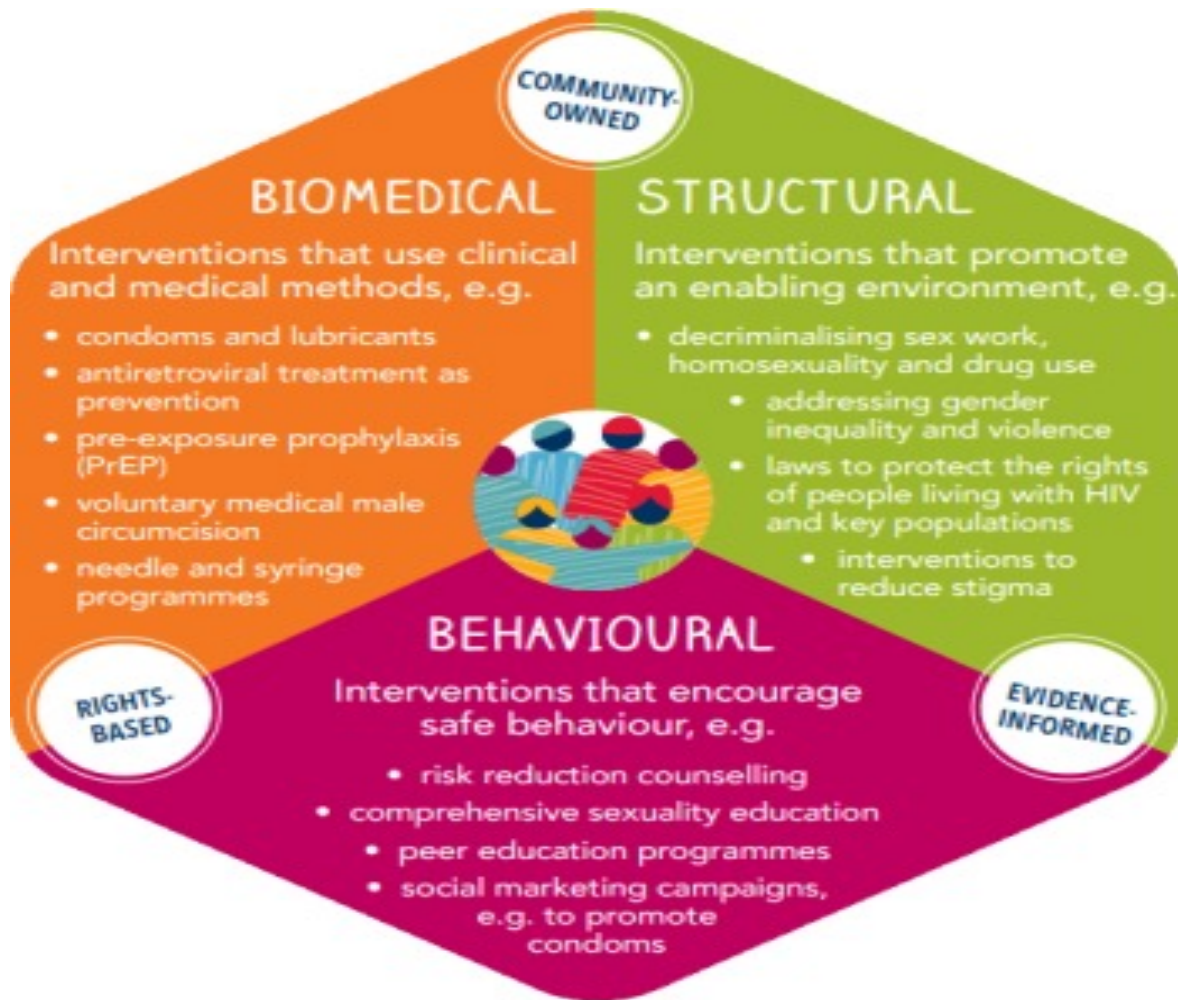 COMMUNITY-
OWNED
BIOMEDICAL
Interventions that use clinical
and medical methods, e.g.
• condoms and lubricants
• antiretroviral treatment as
prevention
• pre-exposure prophylaxis
(PrEP)
• voluntary medical male
circumcision
• needle and syringe
programmes
STRUCTURAL
Interventions that promote
an enabling environment, e.g.
• decriminalising sex work,
homosexuality and drug use
• addressing gender
inequality and violence
• laws to protect the rights
of people living with HIV
and key populations
• interventions to
reduce stigma
RIGHTS-
BASED
BEHAVIOURAL
Interventions that encourage
safe behaviour, e.g.
• risk reduction counselling
• comprehensive sexuality education
• peer education programmes
• social marketing campaigns,
e.g. to promote
condoms
EVIDENCE-
INFORMED